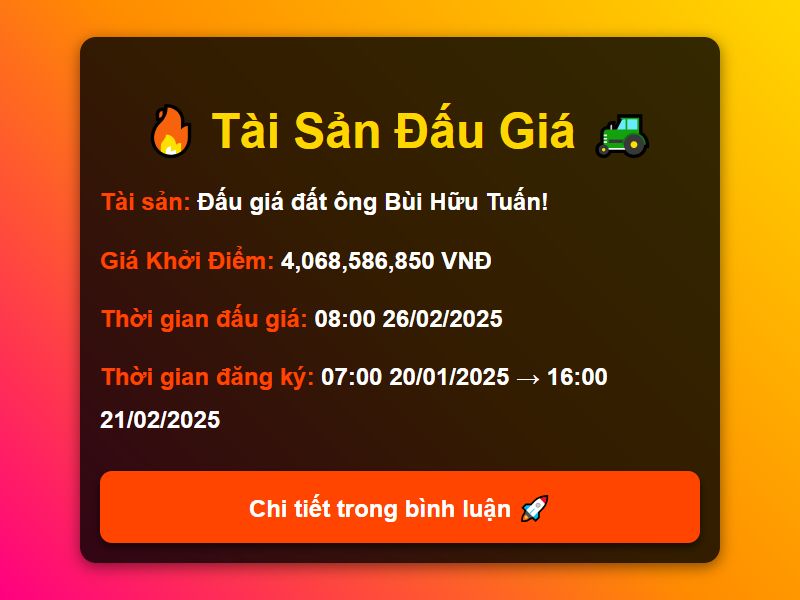 🔥 Tài Sản Đấu Giá 🚜
Tài sản: Đấu giá đất ông Bùi Hữu Tuấn!
Giá Khởi Điểm: 4,068,586,850 VNĐ
Thời gian đấu giá: 08:00 26/02/2025
Thời gian đăng ký: 07:00 20/01/2025 → 16:00
21/02/2025
Chi tiết trong bình luận 🚀